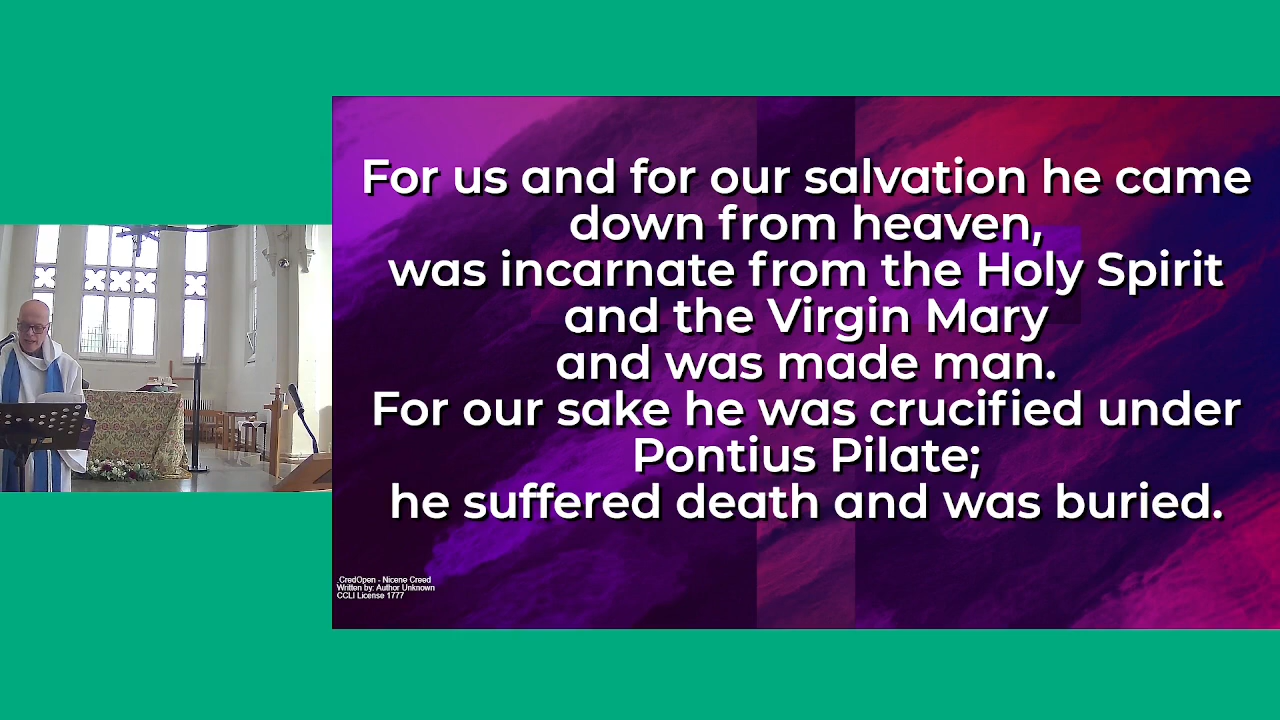 For us and for our salvation he came
down from heaven,
was incarnate from the Holy Spirit
and the Virgin Mary
and was made man.
For our sake he was crucified under
Pontius Pilate;
he suffered death and was buried.
.CredOpen - Nicene Creed
Written by: Author Unknown
CCLI License 1777